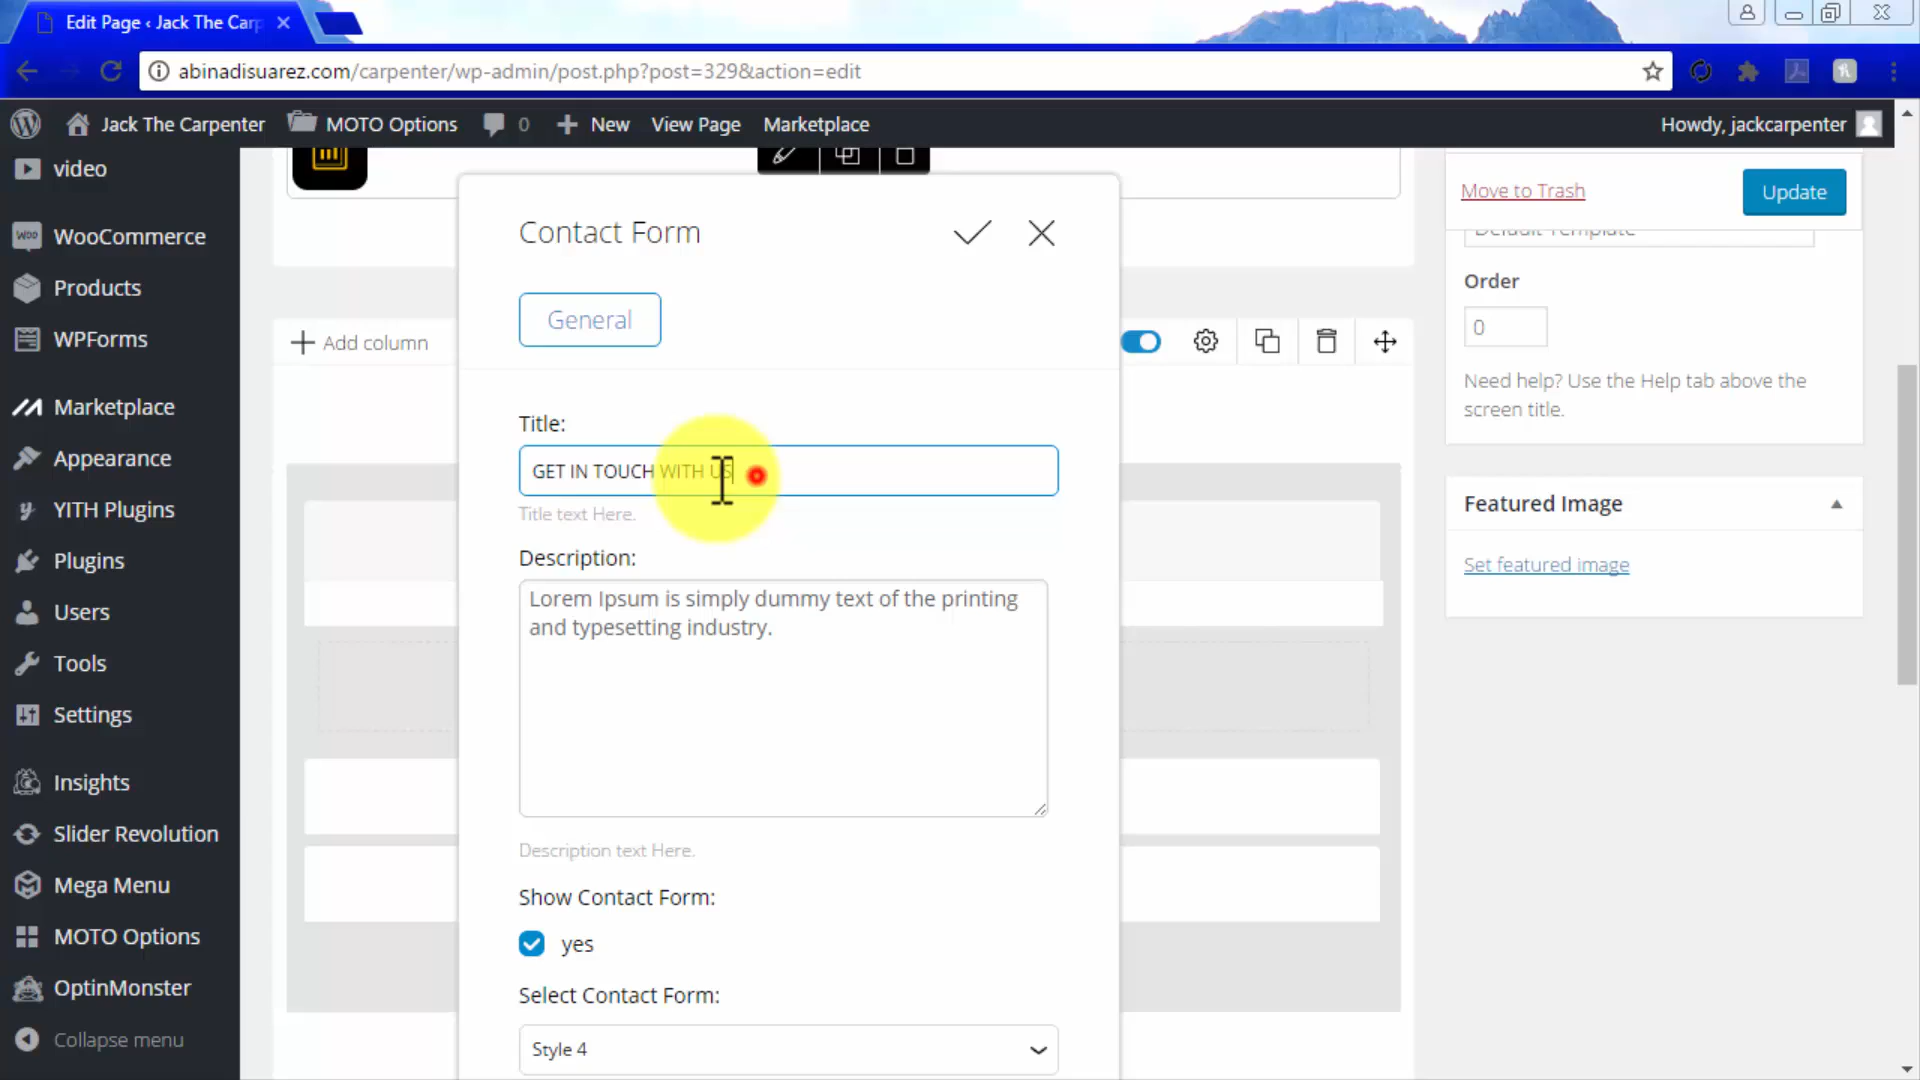 Edit Page ‹ Jack The Carp
abinadisuarez.com/carpenter/wp-admin/post.php?post=329&action=edit
Jack The Carpenter
MOTO Options
0
New
View Page
Marketplace
Howdy, jackcarpenter
video
WooCommerce
Products
WPForms
Marketplace
Appearance
YITH Plugins
Plugins
Users
Tools
Settings
Insights
Slider Revolution
Mega Menu
MOTO Options
OptinMonster
Collapse menu
Add column
Contact Form
General
Title:
GET IN TOUCH WITH US
Title text Here.
Description:
Lorem Ipsum is simply dummy text of the printing
and typesetting industry.
Description text Here.
Show Contact Form:
yes
Select Contact Form:
Style 4
Move to Trash
Update
Default Template
Order
0
Need help? Use the Help tab above the
screen title.
Featured Image
Set featured image